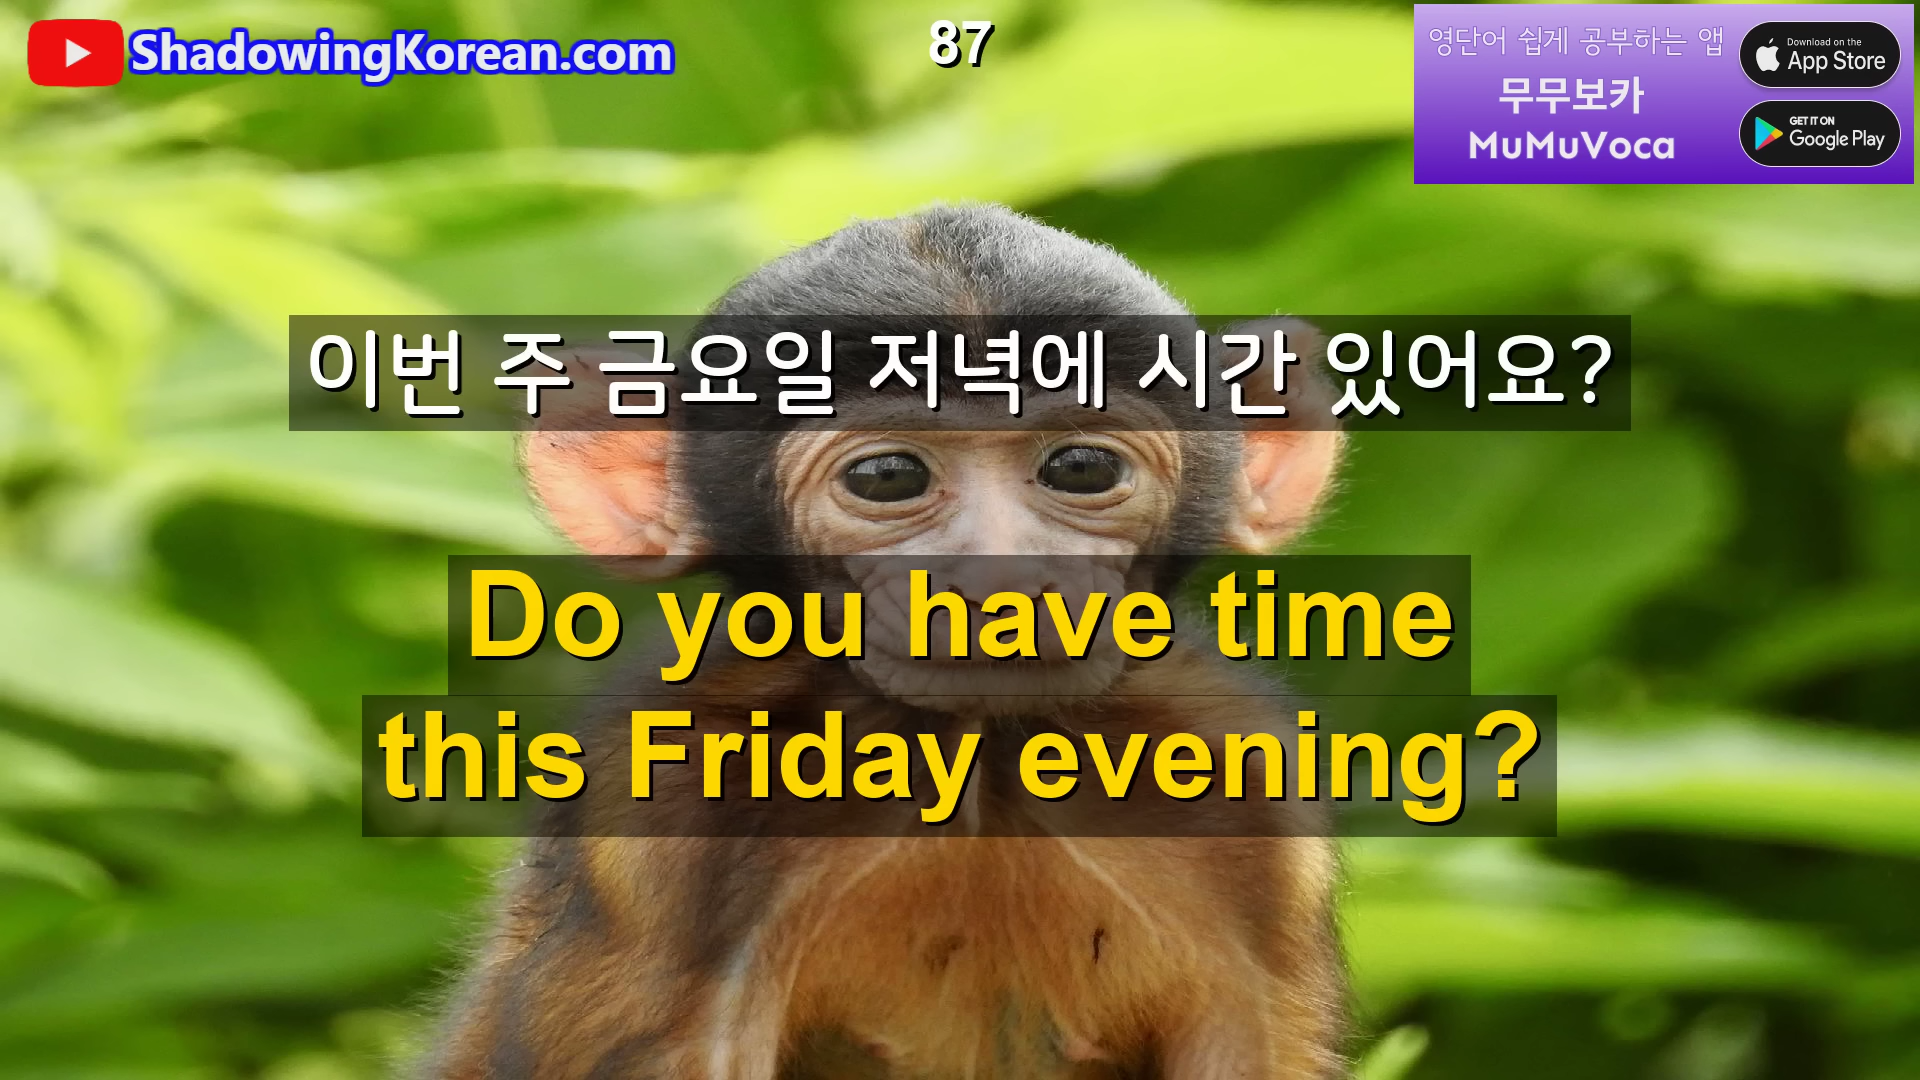 ShadowingKorean.com
87
영단어 쉽게 공부하는 앱
무무보카
MuMuVoca
Download on the
App Store
GET IT ON
Google Play
이번 주 금요일 저녁에 시간 있어요?
Do you have time
this Friday evening?